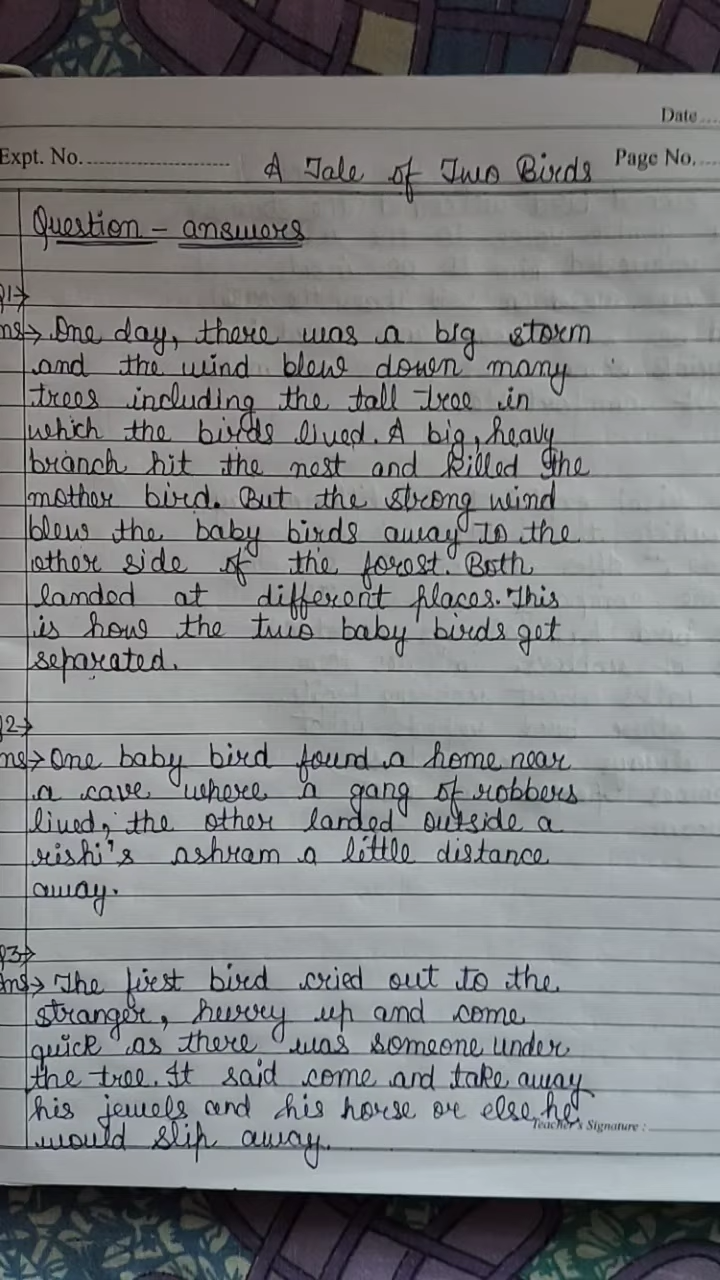 Date....
Expt. No............................ A Tale of Two Birds Page No.....
Question - answers
Q1→
Ans→ One day, there was a big storm
and the wind blew down many
trees including the tall tree in
which the birds lived. A big, heavy
branch hit the nest and killed the
mother bird. But the strong wind
blew the baby birds away to the
other side of the forest. Both
landed at different places. This
is how the two baby birds get
separated.
Q2→
Ans→ One baby bird found a home near
a cave where a gang of robbers
lived, the other landed outside a
rishi's ashram a little distance
away.
Q3→
Ans→ The first bird cried out to the
stranger, hurry up and come
quick as there was someone under
the tree. It said come and take away
his jewels and his horse or else he
would slip away.
Teacher's Signature :